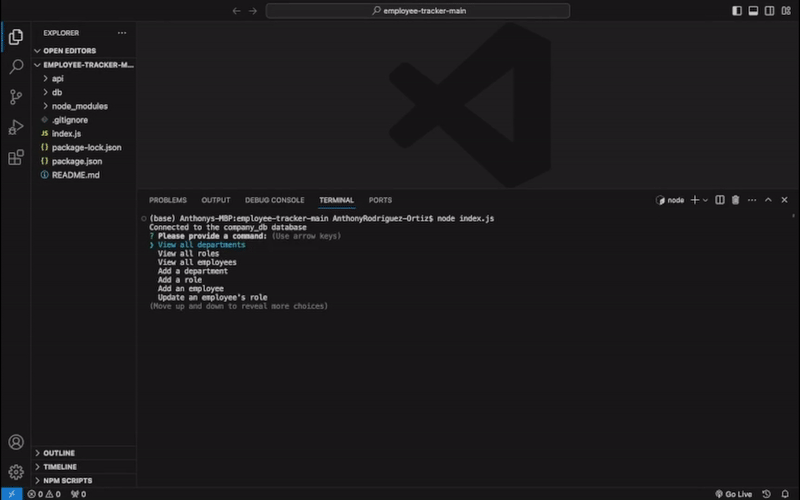 employee-tracker-main
EXPLORER
OPEN EDITORS
EMPLOYEE-TRACKER-M...
api
db
node_modules
.gitignore
JS index.js
{} package-lock.json
{} package.json
README.md
OUTLINE
TIMELINE
NPM SCRIPTS
PROBLEMS OUTPUT DEBUG CONSOLE TERMINAL PORTS
node
(base) Anthonys-MBP:employee-tracker-main AnthonyRodriguez-Ortiz$ node index.js
Connected to the company_db database
? Please provide a command: (Use arrow keys)
❯ View all departments
View all roles
View all employees
Add a department
Add a role
Add an employee
Update an employee's role
(Move up and down to reveal more choices)
0 0 0 Go Live